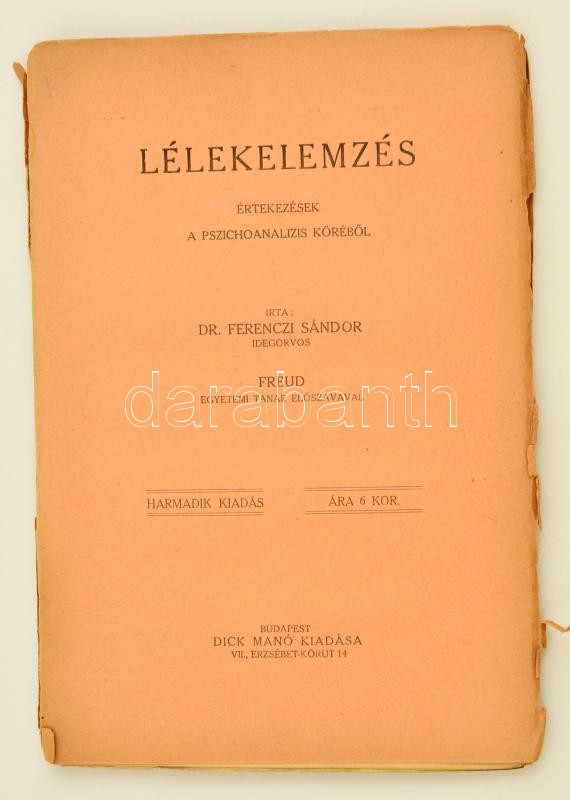 LÉLEKELEMZÉS
ÉRTEKEZÉSEK
A PSZICHOANALIZIS KÖRÉBŐL
IRTA:
DR. FERENCZI SÁNDOR
IDEGORVOS
FREUD
EGYETEMI TANÁR ELŐSZAVÁVAL
darabanth
HARMADIK KIADÁS
ÁRA 6 KOR.
BUDAPEST
DICK MANÓ KIADÁSA
VII., ERZSÉBET-KÖRUT 14